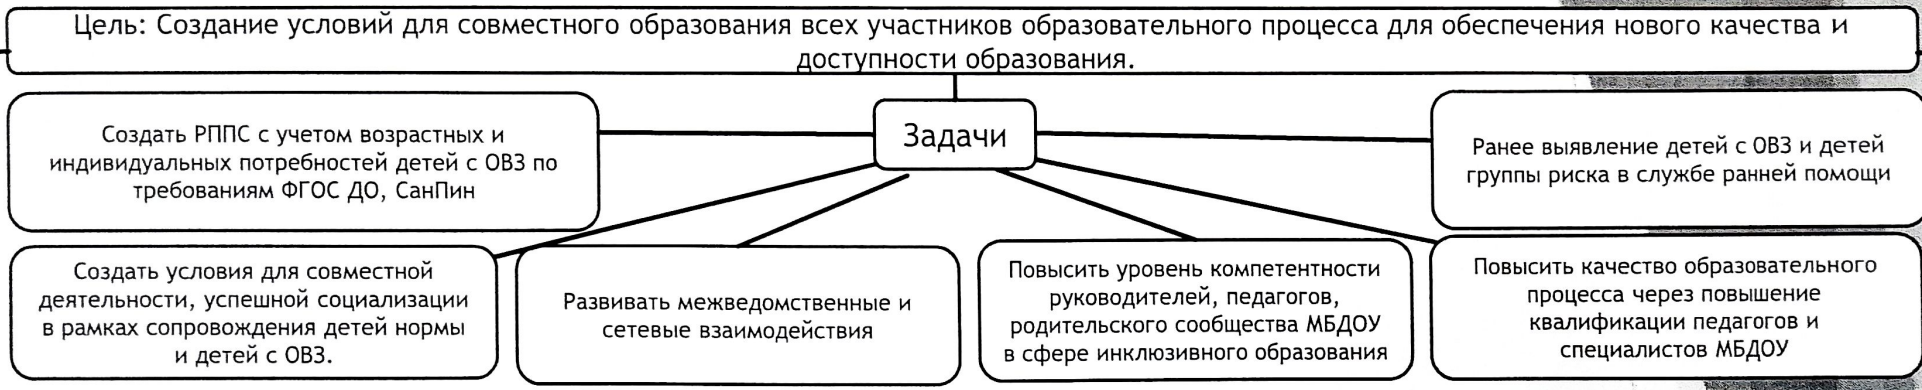 Цель: Создание условий для совместного образования всех участников образовательного процесса для обеспечения нового качества и
доступности образования.
Задачи
Создать РППС с учетом возрастных и
индивидуальных потребностей детей с ОВЗ по
требованиям ФГОС ДО, СанПин
Ранее выявление детей с ОВЗ и детей
группы риска в службе ранней помощи
Создать условия для совместной
деятельности, успешной социализации
в рамках сопровождения детей нормы
и детей с ОВЗ.
Развивать межведомственные и
сетевые взаимодействия
Повысить уровень компетентности
руководителей, педагогов,
родительского сообщества МБДОУ
в сфере инклюзивного образования
Повысить качество образовательного
процесса через повышение
квалификации педагогов и
специалистов МБДОУ